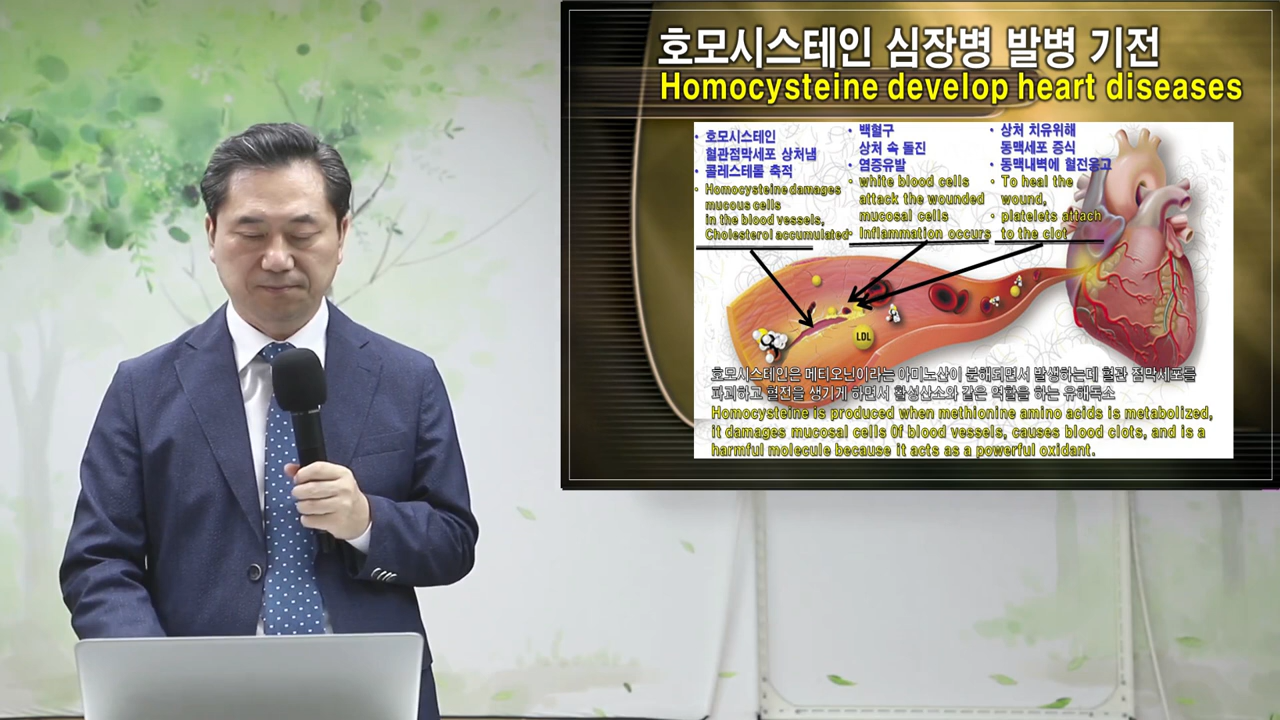 호모시스테인 심장병 발병 기전
Homocysteine develop heart diseases
• 호모시스테인
혈관점막세포 상처냄
• 콜레스테롤 축적
• Homocysteine damages
mucous cells
in the blood vessels,
Cholesterol accumulated
• 백혈구
상처 속 돌진
• 염증유발
• white blood cells
attack the wounded
mucosal cells
• Inflammation occurs
• 상처 치유위해
동맥세포 증식
• 동맥내벽에 혈전응고
• To heal the
wound,
• platelets attach
to the clot
LDL
호모시스테인은 메티오닌이라는 아미노산이 분해되면서 발생하는데 혈관 점막세포를
파괴하고 혈전을 생기게 하면서 활성산소와 같은 역할을 하는 유해독소
Homocysteine is produced when methionine amino acids is metabolized,
it damages mucosal cells 0f blood vessels, causes blood clots, and is a
harmful molecule because it acts as a powerful oxidant.